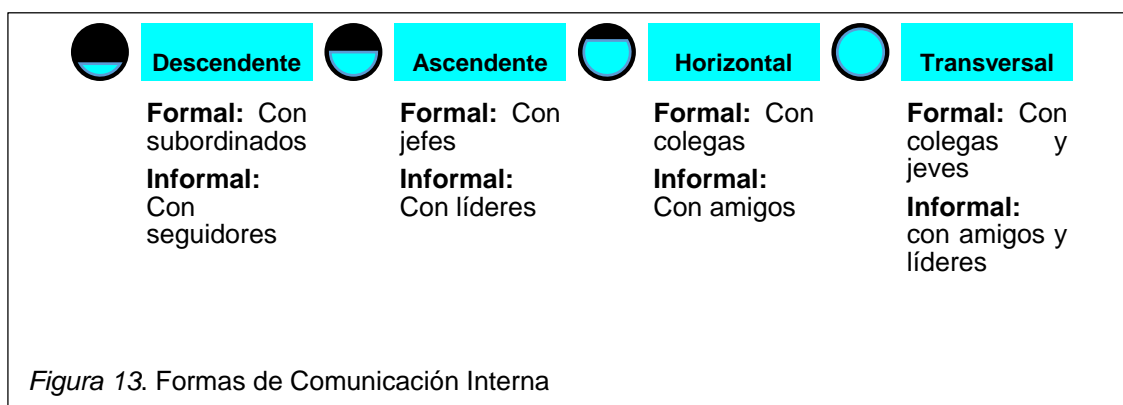 Descendente
Formal: Con
subordinados
Informal:
Con
seguidores
Ascendente
Formal: Con
jefes
Informal:
Con líderes
Horizontal
Formal: Con
colegas
Informal:
Con amigos
Transversal
Formal: Con
colegas y
jeves
Informal:
con amigos y
líderes
Figura 13. Formas de Comunicación Interna